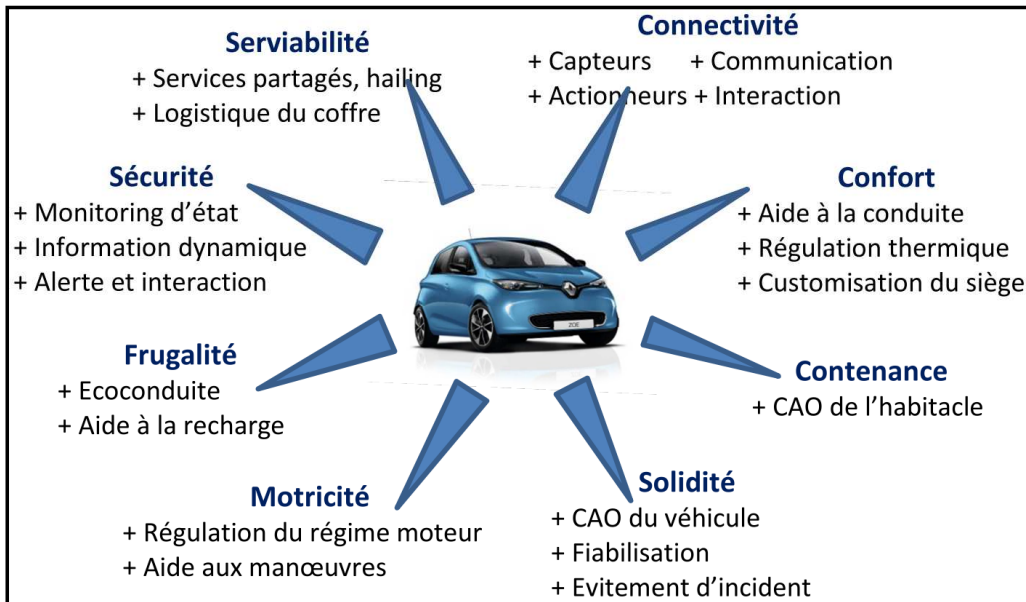 Serviabilité
+ Services partagés, hailing
+ Logistique du coffre
Connectivité
+ Capteurs + Communication
+ Actionneurs + Interaction
Sécurité
+ Monitoring d'état
+ Information dynamique
+ Alerte et interaction
Confort
+ Aide à la conduite
+ Régulation thermique
+ Customisation du siège
ZOE
Frugalité
+ Ecoconduite
+ Aide à la recharge
Contenance
+ CAO de l'habitacle
Motricité
+ Régulation du régime moteur
+ Aide aux manœuvres
Solidité
+ CAO du véhicule
+ Fiabilisation
+ Evitement d'incident